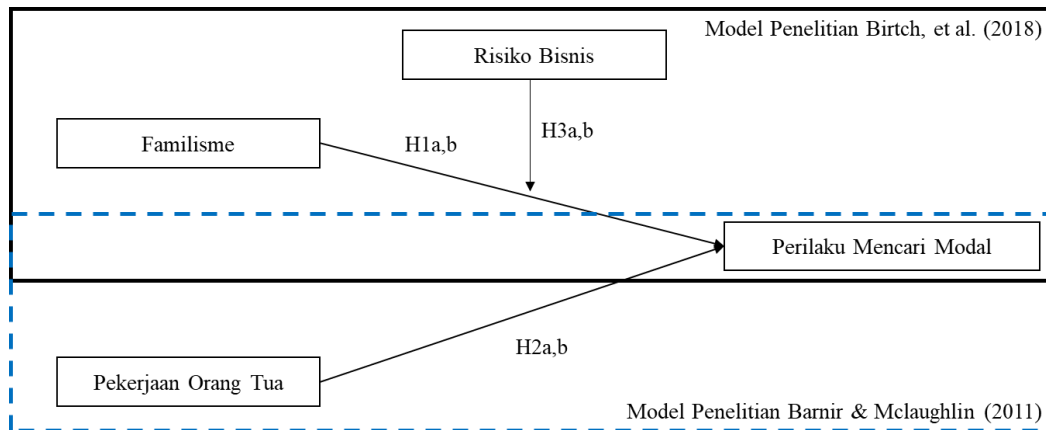 Model Penelitian Birtch, et al. (2018)
Risiko Bisnis
Familisme
H1a,b
H3a,b
Perilaku Mencari Modal
H2a,b
Pekerjaan Orang Tua
Model Penelitian Barnir & Mclaughlin (2011)